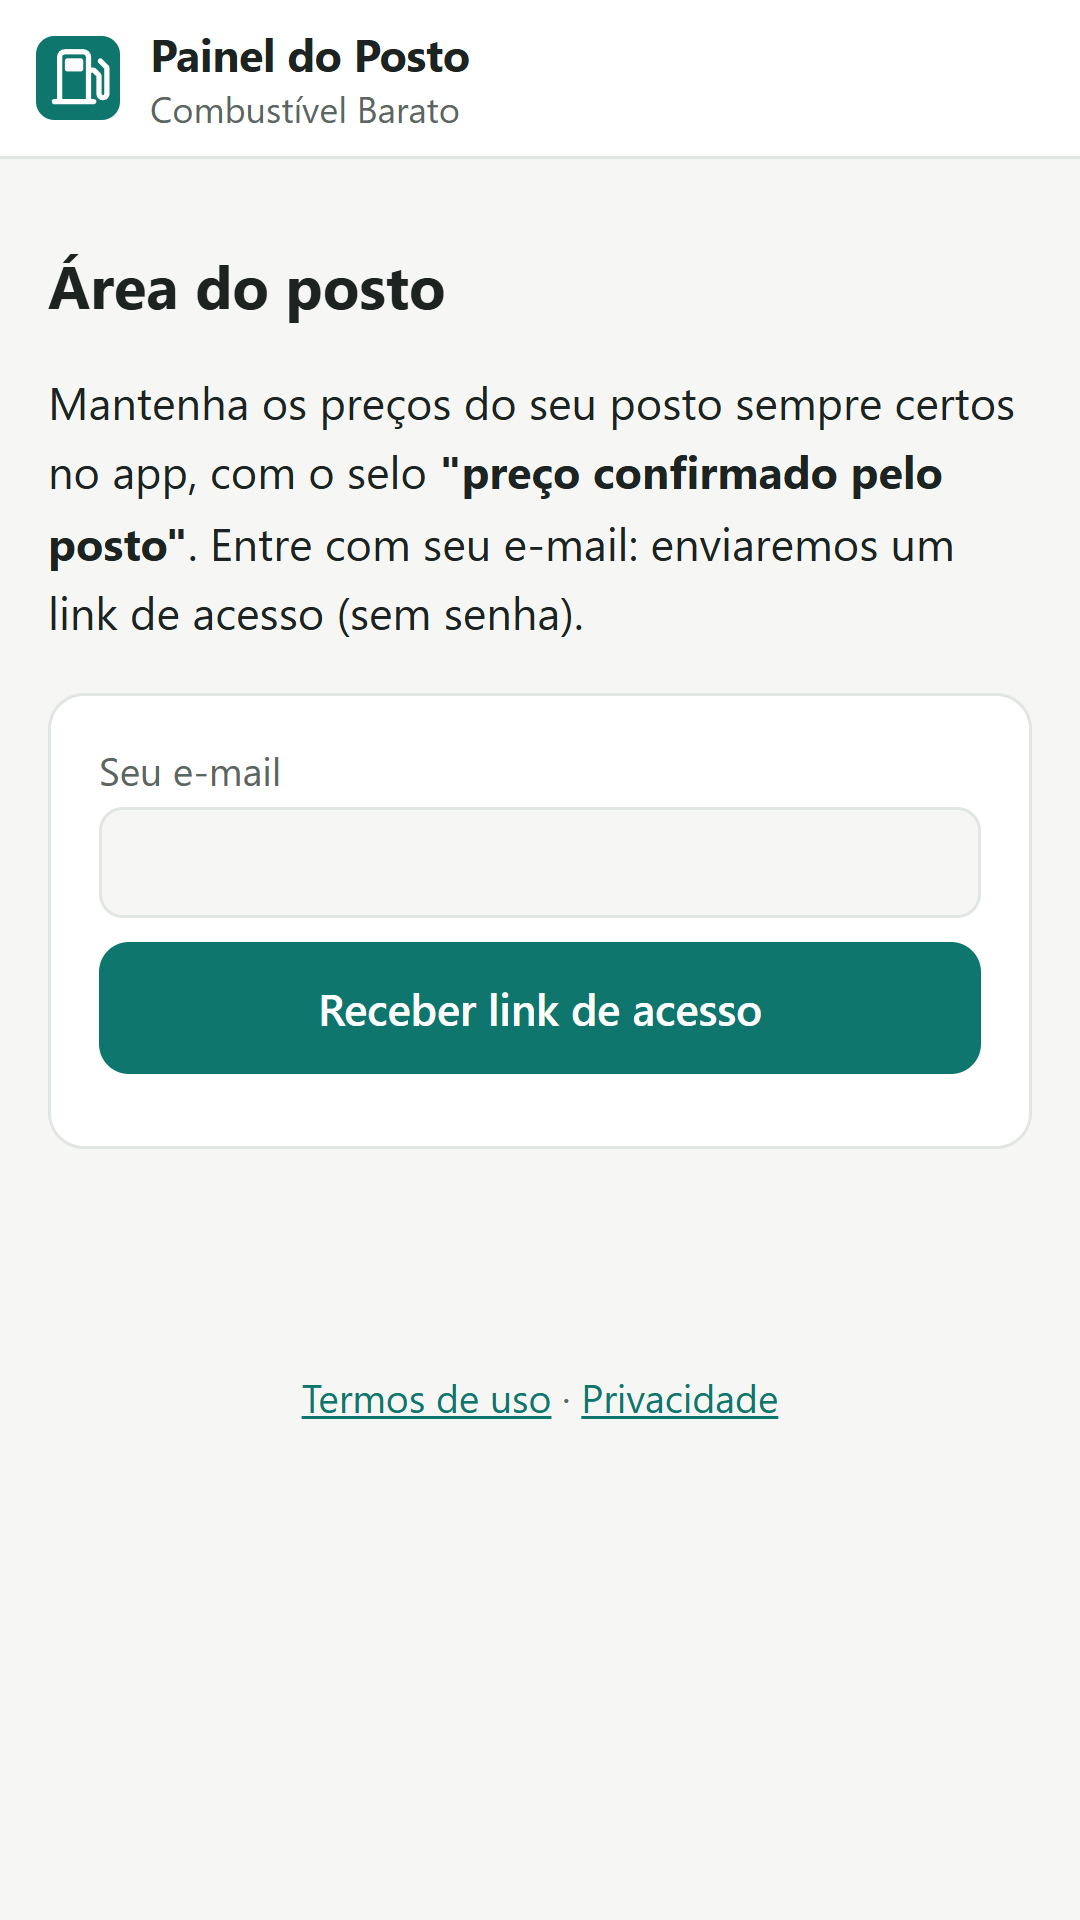 Painel do Posto
Combustível Barato
Área do posto
Mantenha os preços do seu posto sempre certos
no app, com o selo "preço confirmado pelo
posto". Entre com seu e-mail: enviaremos um
link de acesso (sem senha).
Seu e-mail
Receber link de acesso
Termos de uso · Privacidade